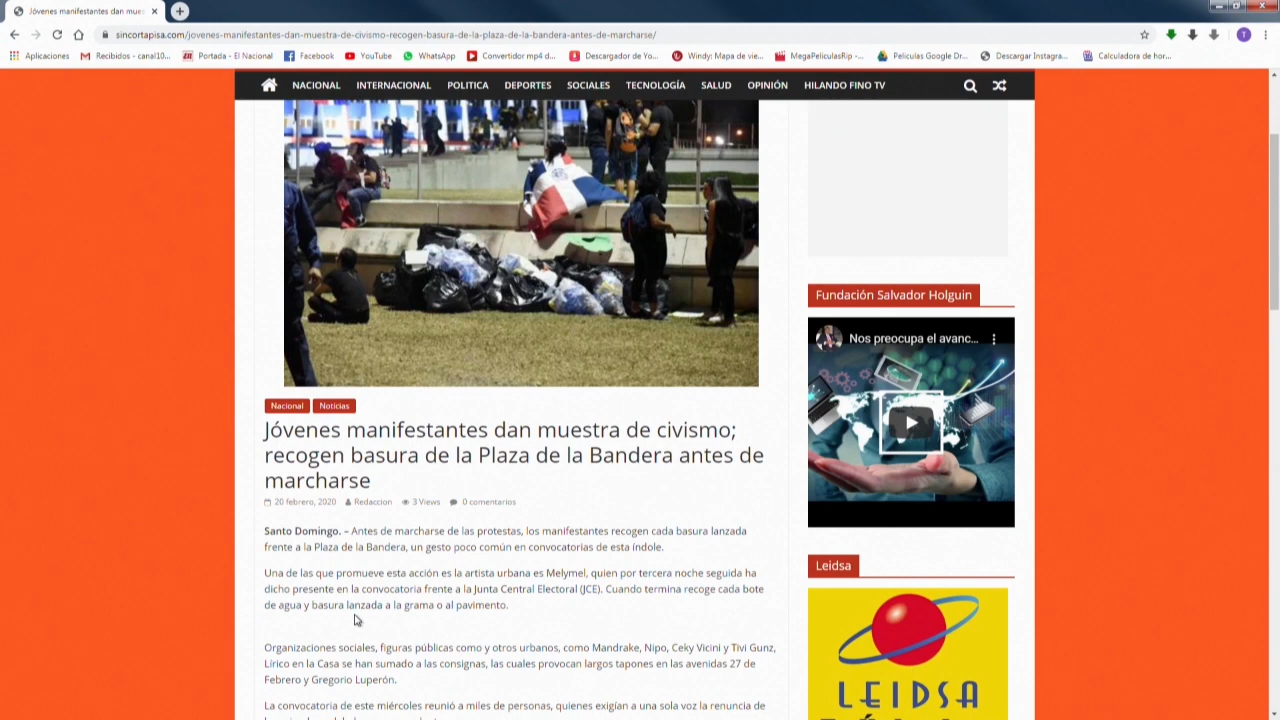 Jóvenes manifestantes dan mues
sincortapisa.com/jovenes-manifestantes-dan-muestra-de-civismo-recogen-basura-de-la-plaza-de-la-bandera-antes-de-marcharse/
T
Aplicaciones
Recibidos - canal10...
Portada - El Nacional
Facebook
YouTube
WhatsApp
Convertidor mp4 d...
Descargador de Yo...
Windy: Mapa de vie...
MegaPeliculasRip -...
Peliculas Google Dr...
Descargar Instagra...
Calculadora de hor...
NACIONAL
INTERNACIONAL
POLITICA
DEPORTES
SOCIALES
TECNOLOGÍA
SALUD
OPINIÓN
HILANDO FINO TV
Nacional
Noticias
Jóvenes manifestantes dan muestra de civismo;
recogen basura de la Plaza de la Bandera antes de
marcharse
20 febrero, 2020 Redaccion 3 Views 0 comentarios
Santo Domingo. – Antes de marcharse de las protestas, los manifestantes recogen cada basura lanzada
frente a la Plaza de la Bandera, un gesto poco común en convocatorias de esta índole.
Una de las que promueve esta acción es la artista urbana es Melymel, quien por tercera noche seguida ha
dicho presente en la convocatoria frente a la Junta Central Electoral (JCE). Cuando termina recoge cada bote
de agua y basura lanzada a la grama o al pavimento.
Organizaciones sociales, figuras públicas como y otros urbanos, como Mandrake, Nipo, Ceky Vicini y Tivi Gunz,
Lírico en la Casa se han sumado a las consignas, las cuales provocan largos tapones en las avenidas 27 de
Febrero y Gregorio Luperón.
La convocatoria de este miércoles reunió a miles de personas, quienes exigían a una sola voz la renuncia de
Fundación Salvador Holguin
Nos preocupa el avanc...
Leidsa
LEIDSA